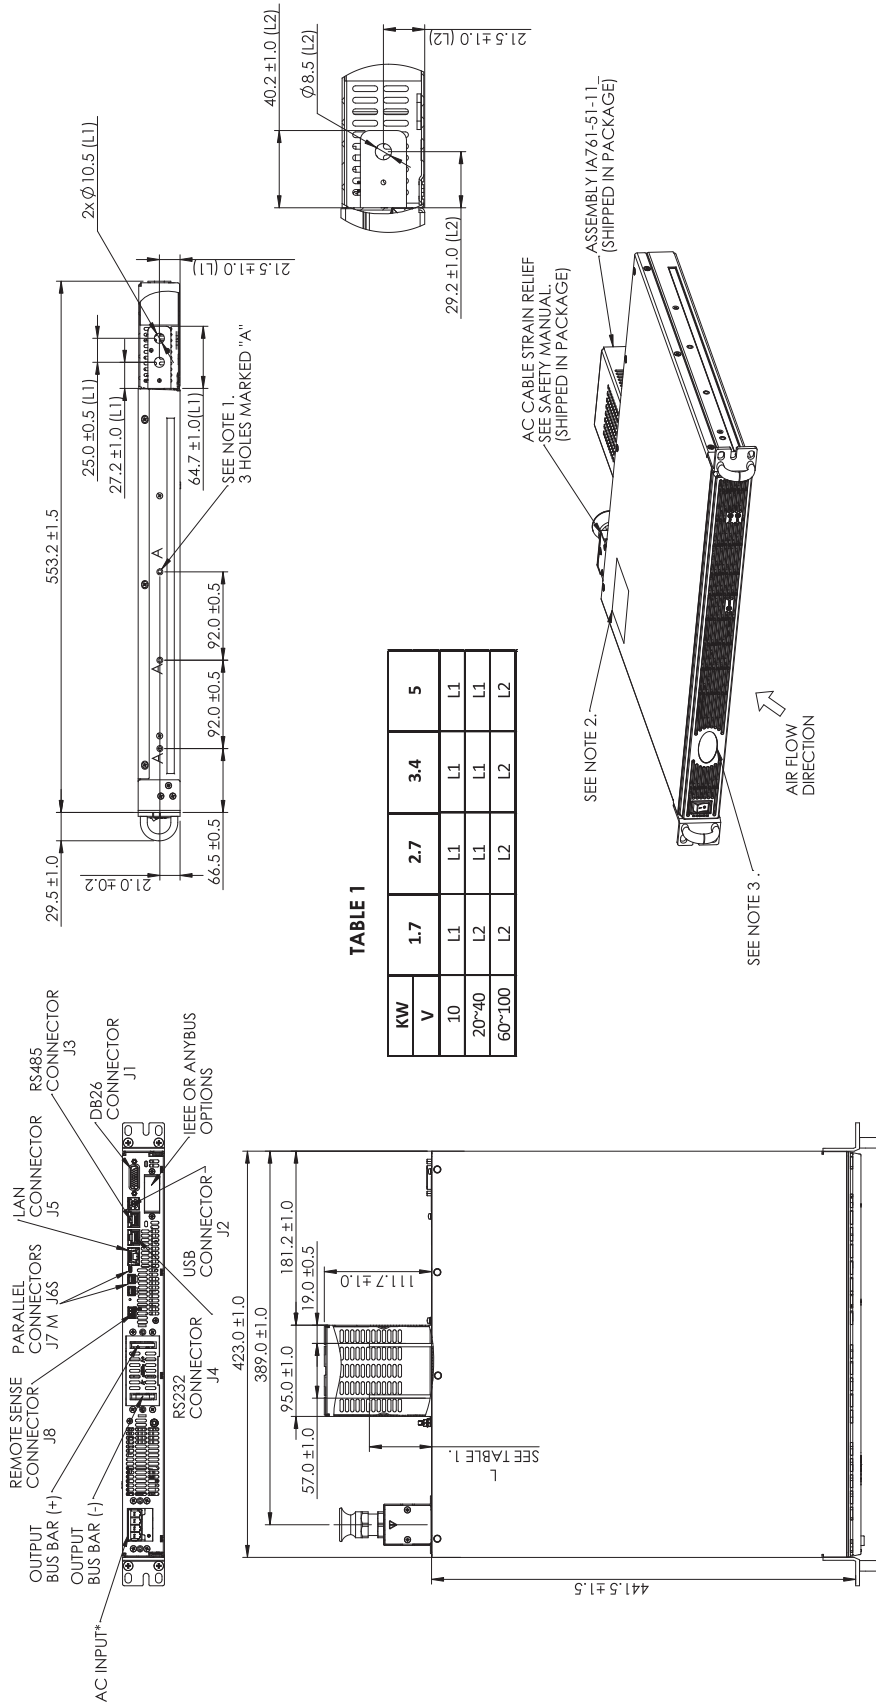 AC INPUT*
OUTPUT
BUS BAR (-)
OUTPUT
BUS BAR (+)
REMOTE SENSE
CONNECTOR
J8
PARALLEL
CONNECTORS
J7 M J6S
LAN
CONNECTOR
J5
RS485
CONNECTOR
J3
DB26
CONNECTOR
J1
IEEE OR ANYBUS
OPTIONS
USB
CONNECTOR
J2
RS232
CONNECTOR
J4
29.5 ±1.0
553.2 ±1.5
21.0 ±0.2
66.5 ±0.5
92.0 ±0.5
92.0 ±0.5
A
A
A
SEE NOTE 1.
3 HOLES MARKED "A"
25.0 ±0.5 (L1)
27.2 ±1.0 (L1)
64.7 ±1.0(L1)
2x Ø10.5 (L1)
21.5 ±1.0 (L1)
40.2 ±1.0 (L2)
Ø8.5 (L2)
21.5 ±1.0 (L2)
29.2 ±1.0 (L2)
423.0 ±1.0
389.0 ±1.0
181.2 ±1.0
95.0 ±1.0
19.0 ±0.5
57.0 ±1.0
111.7 ±1.0
L
SEE TABLE 1.
441.5 ±1.5
TABLE 1
KW 1.7 2.7 3.4 5
V
10 L1 L1 L1 L1
20~40 L2 L1 L1 L1
60~100 L2 L2 L2 L2
AC CABLE STRAIN RELIEF
SEE SAFETY MANUAL.
(SHIPPED IN PACKAGE)
ASSEMBLY IA761-51-11_
(SHIPPED IN PACKAGE)
SEE NOTE 2.
SEE NOTE 3 .
AIR FLOW
DIRECTION